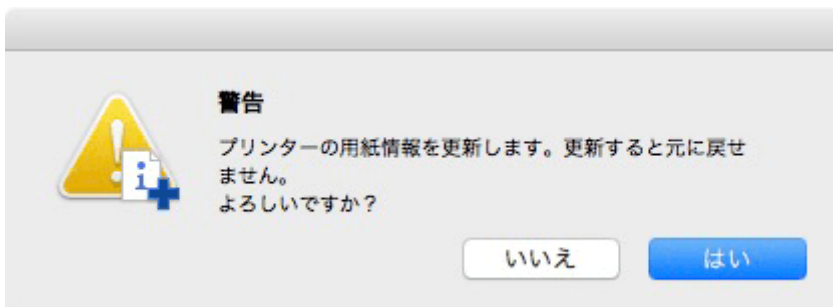 警告
プリンターの用紙情報を更新します。更新すると元に戻せ
ません。
よろしいですか？
いいえ
はい